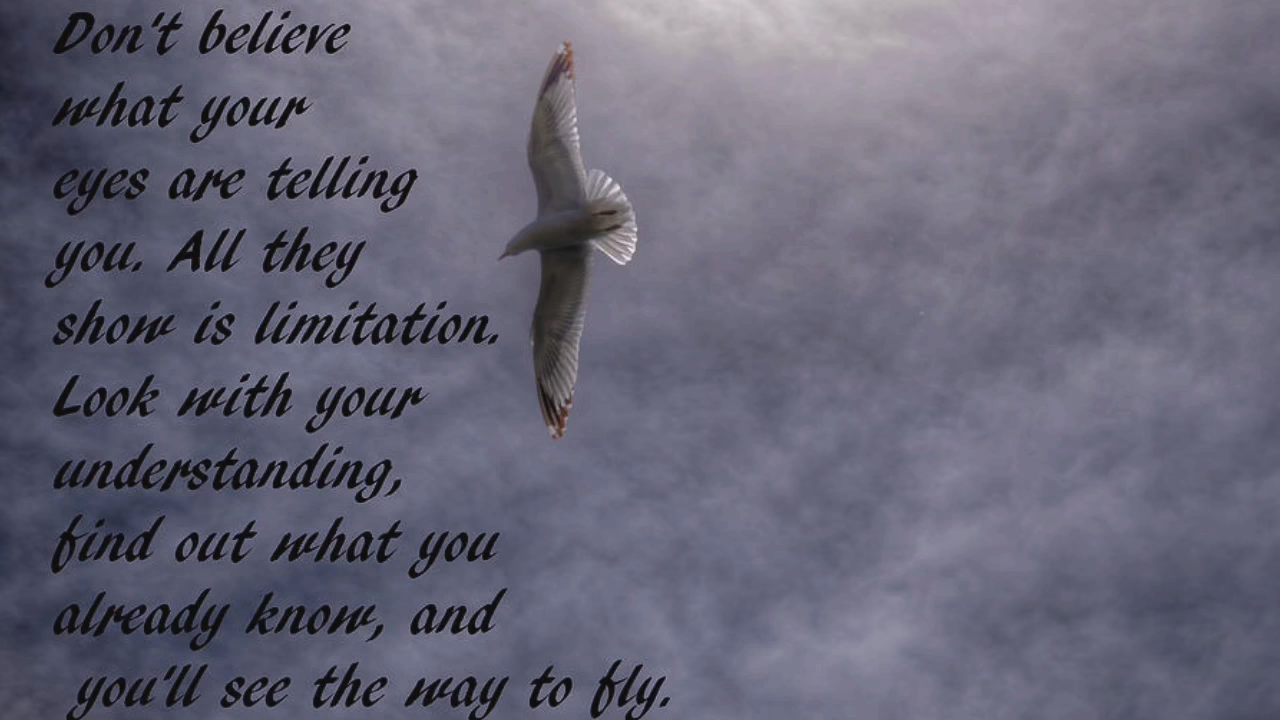 Don't believe
what your
eyes are telling
you. All they
show is limitation.
Look with your
understanding,
find out what you
already know, and
you'll see the way to fly.